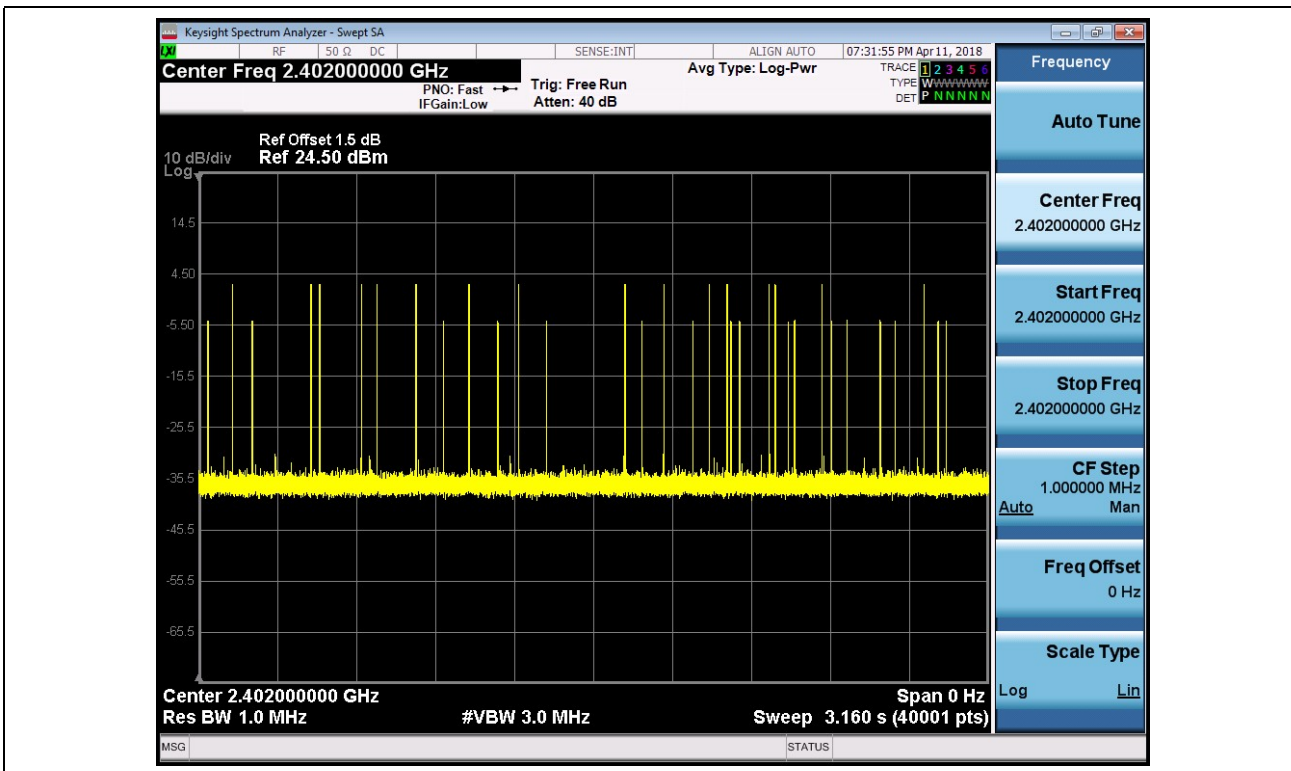 Keysight Spectrum Analyzer - Swept SA
LXI RF 50 Ω DC SENSE:INT ALIGN AUTO 07:31:55 PM Apr 11, 2018
Center Freq 2.402000000 GHz
PNO: Fast
IFGain:Low
Trig: Free Run
Atten: 40 dB
Avg Type: Log-Pwr
TRACE 1 2 3 4 5 6
TYPE WWWWWW
DET P N N N N N
Ref Offset 1.5 dB
10 dB/div Ref 24.50 dBm
Log
14.5
4.50
-5.50
-15.5
-25.5
-35.5
-45.5
-55.5
-65.5
Center 2.402000000 GHz Span 0 Hz
Res BW 1.0 MHz #VBW 3.0 MHz Sweep 3.160 s (40001 pts)
MSG STATUS
Frequency
Auto Tune
Center Freq
2.402000000 GHz
Start Freq
2.402000000 GHz
Stop Freq
2.402000000 GHz
CF Step
1.000000 MHz
Auto Man
Freq Offset
0 Hz
Scale Type
Log Lin